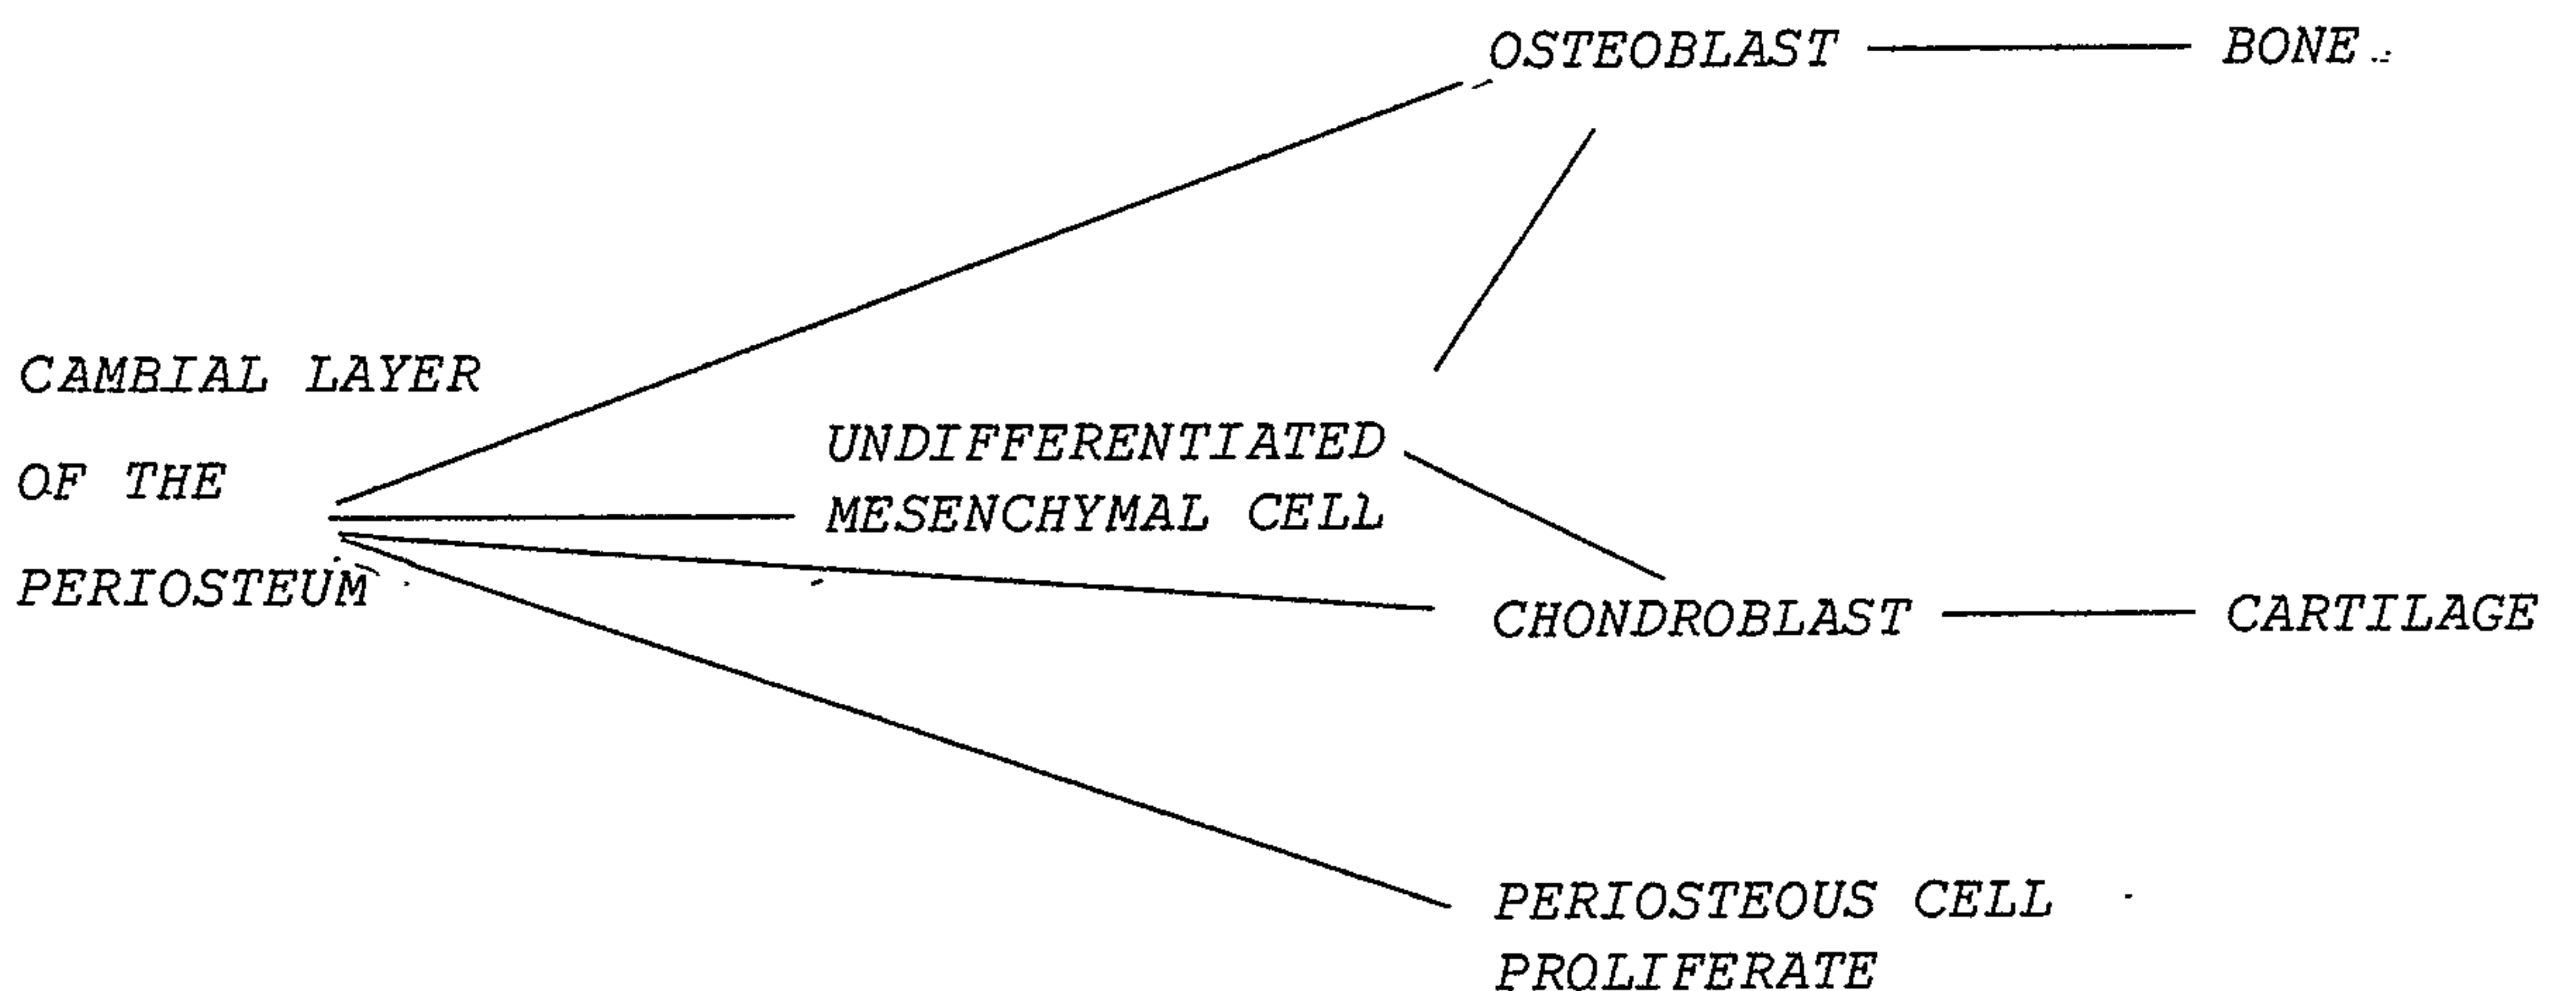 OSTEOBLAST BONE
CAMBIAL LAYER
OF THE
PERIOSTEUM
UNDIFFERENTIATED
MESENCHYMAL CELL
CHONDROBLAST CARTILAGE
PERIOSTEOUS CELL
PROLIFERATE